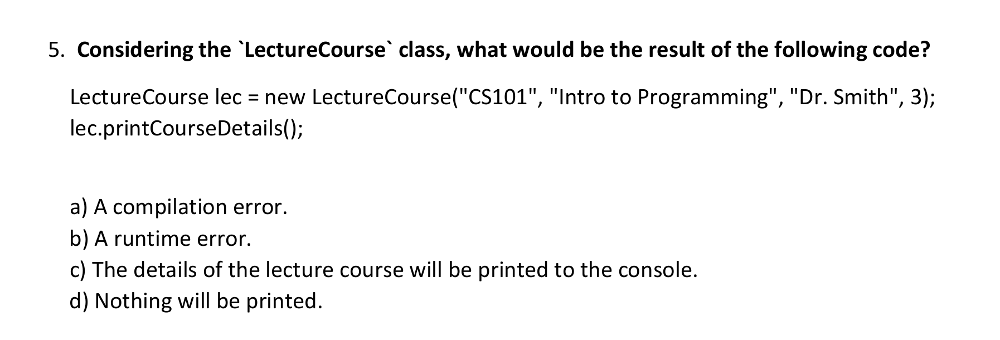 5. Considering the `LectureCourse` class, what would be the result of the following code?
LectureCourse lec = new LectureCourse("CS101", "Intro to Programming", "Dr. Smith", 3);
lec.printCourseDetails();
a) A compilation error.
b) A runtime error.
c) The details of the lecture course will be printed to the console.
d) Nothing will be printed.